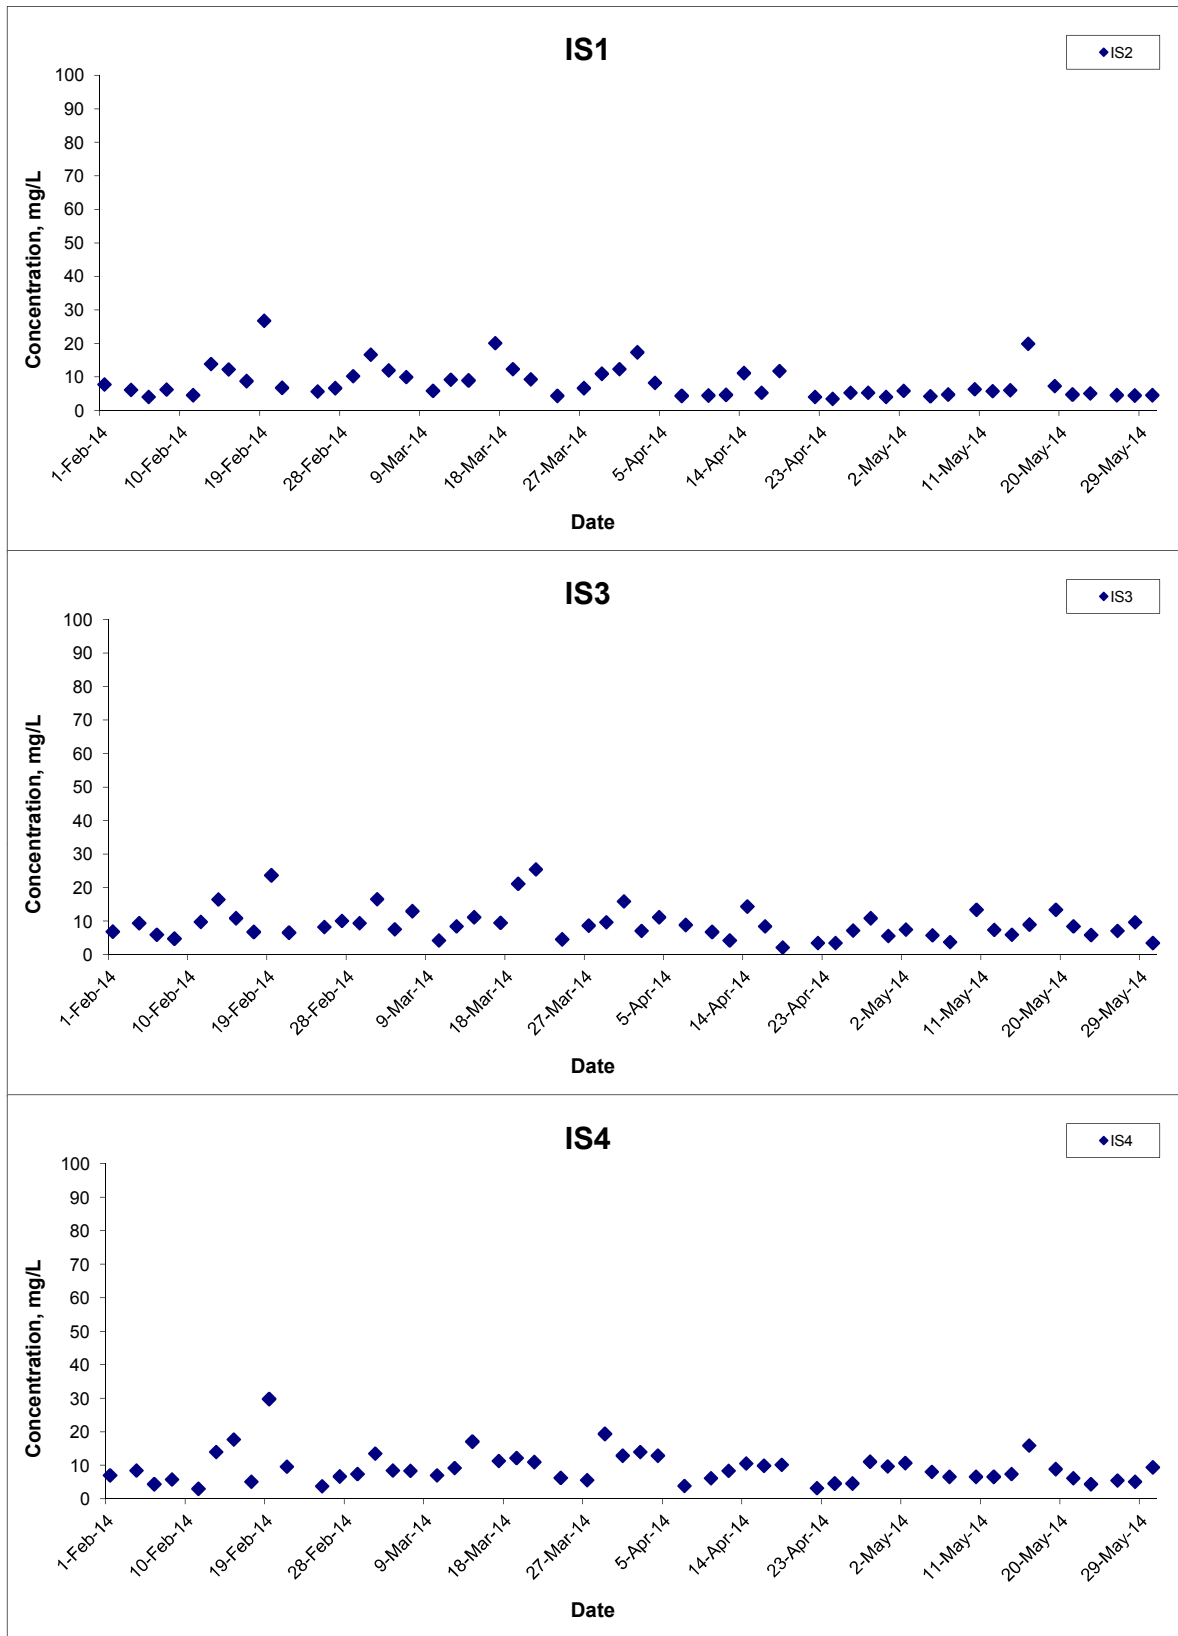 IS1
IS2
100
90
80
70
60
50
40
30
20
10
0
Concentration, mg/L
1-Feb-14
10-Feb-14
19-Feb-14
28-Feb-14
9-Mar-14
18-Mar-14
27-Mar-14
5-Apr-14
14-Apr-14
23-Apr-14
2-May-14
11-May-14
20-May-14
29-May-14
Date
IS3
IS3
100
90
80
70
60
50
40
30
20
10
0
Concentration, mg/L
1-Feb-14
10-Feb-14
19-Feb-14
28-Feb-14
9-Mar-14
18-Mar-14
27-Mar-14
5-Apr-14
14-Apr-14
23-Apr-14
2-May-14
11-May-14
20-May-14
29-May-14
Date
IS4
IS4
100
90
80
70
60
50
40
30
20
10
0
Concentration, mg/L
1-Feb-14
10-Feb-14
19-Feb-14
28-Feb-14
9-Mar-14
18-Mar-14
27-Mar-14
5-Apr-14
14-Apr-14
23-Apr-14
2-May-14
11-May-14
20-May-14
29-May-14
Date